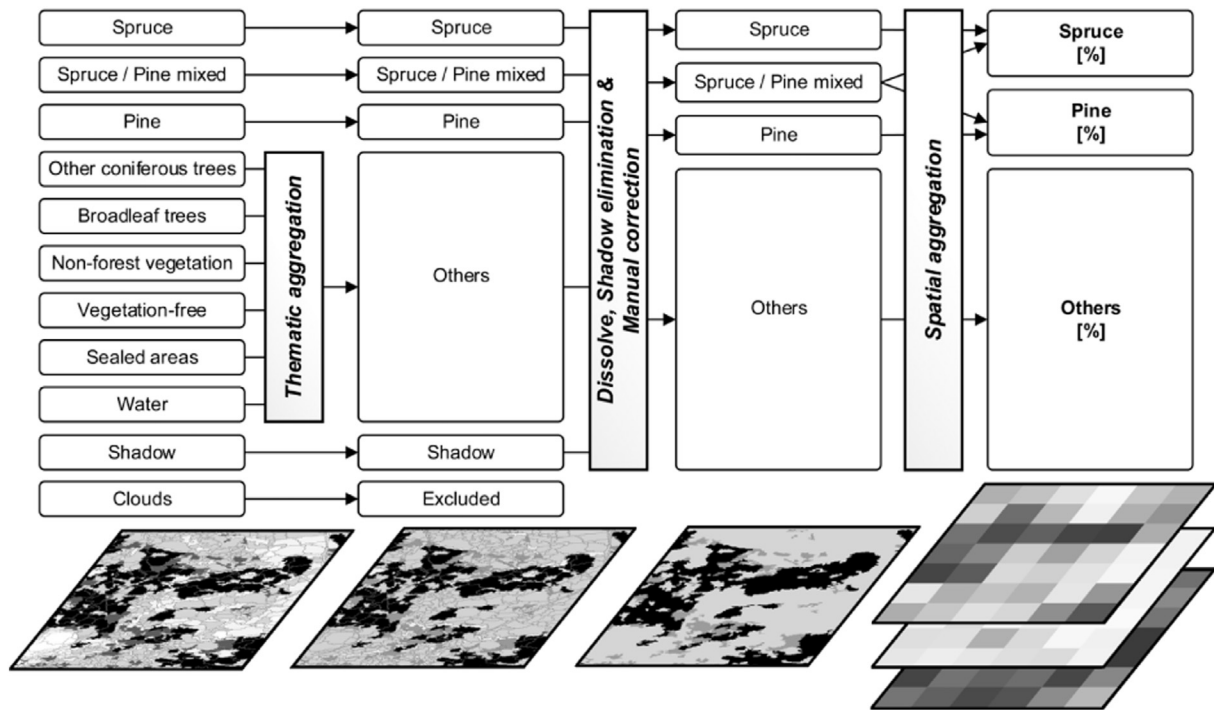 Spruce
Spruce
Spruce
Spruce
[%]
Spruce / Pine mixed
Spruce / Pine mixed
Spruce / Pine mixed
Pine
Pine
Pine
Pine
[%]
Other coniferous trees
Broadleaf trees
Non-forest vegetation
Vegetation-free
Sealed areas
Water
Thematic aggregation
Others
Dissolve, Shadow elimination &
Manual correction
Others
Spatial aggregation
Others
[%]
Shadow
Shadow
Clouds
Excluded